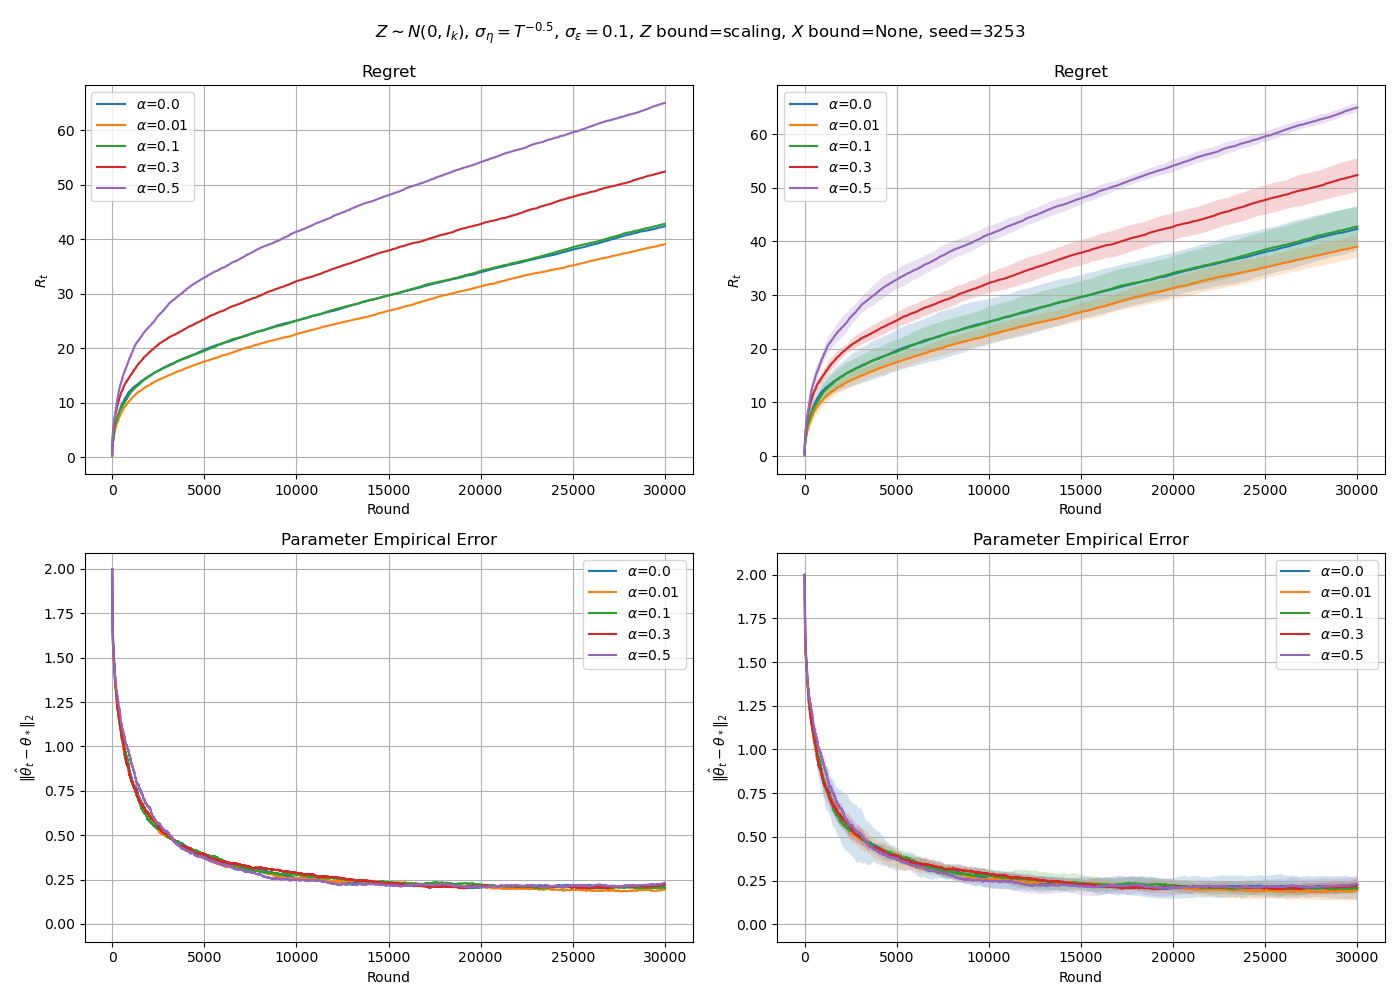 Z ∼ N(0, I_k), σ_η = T^{−0.5}, σ_ε = 0.1, Z bound=scaling, X bound=None, seed=3253
Regret
α=0.0
α=0.01
α=0.1
α=0.3
α=0.5
R_t
60
50
40
30
20
10
0
0 5000 10000 15000 20000 25000 30000
Round
Regret
α=0.0
α=0.01
α=0.1
α=0.3
α=0.5
R_t
60
50
40
30
20
10
0
0 5000 10000 15000 20000 25000 30000
Round
Parameter Empirical Error
α=0.0
α=0.01
α=0.1
α=0.3
α=0.5
‖θ̂_t − θ_*‖_2
2.00
1.75
1.50
1.25
1.00
0.75
0.50
0.25
0.00
0 5000 10000 15000 20000 25000 30000
Round
Parameter Empirical Error
α=0.0
α=0.01
α=0.1
α=0.3
α=0.5
‖θ̂_t − θ_*‖_2
2.00
1.75
1.50
1.25
1.00
0.75
0.50
0.25
0.00
0 5000 10000 15000 20000 25000 30000
Round